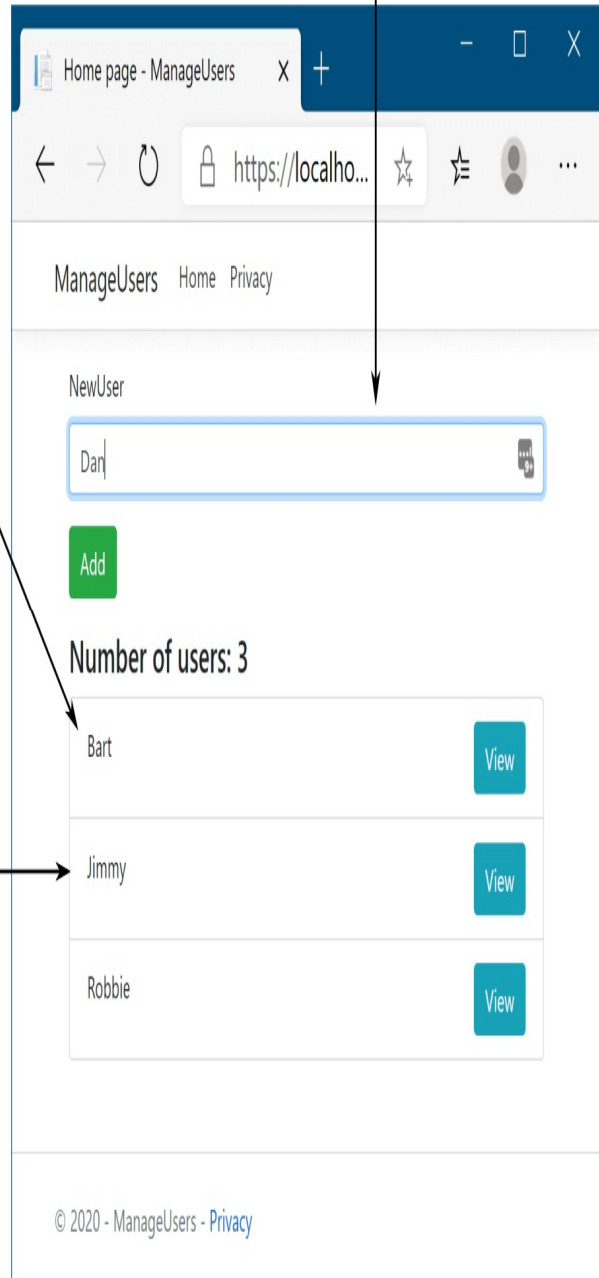 Home page - ManageUsers
https://localho...
ManageUsers Home Privacy
NewUser
Dan
9+
Add
Number of users: 3
Bart View
Jimmy View
Robbie View
© 2020 - ManageUsers - Privacy